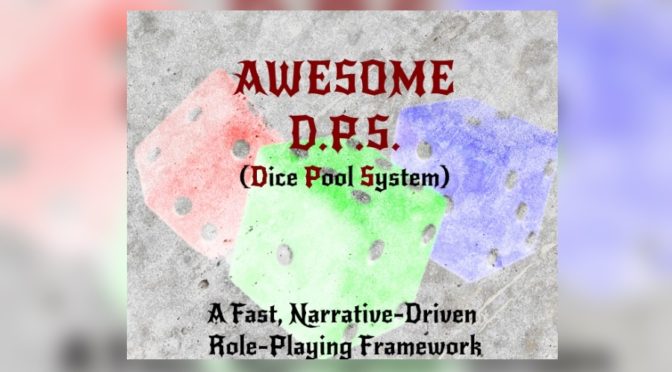 AWESOME
D.P.S.
(Dice Pool System)
A Fast, Narrative-Driven
Role-Playing Framework